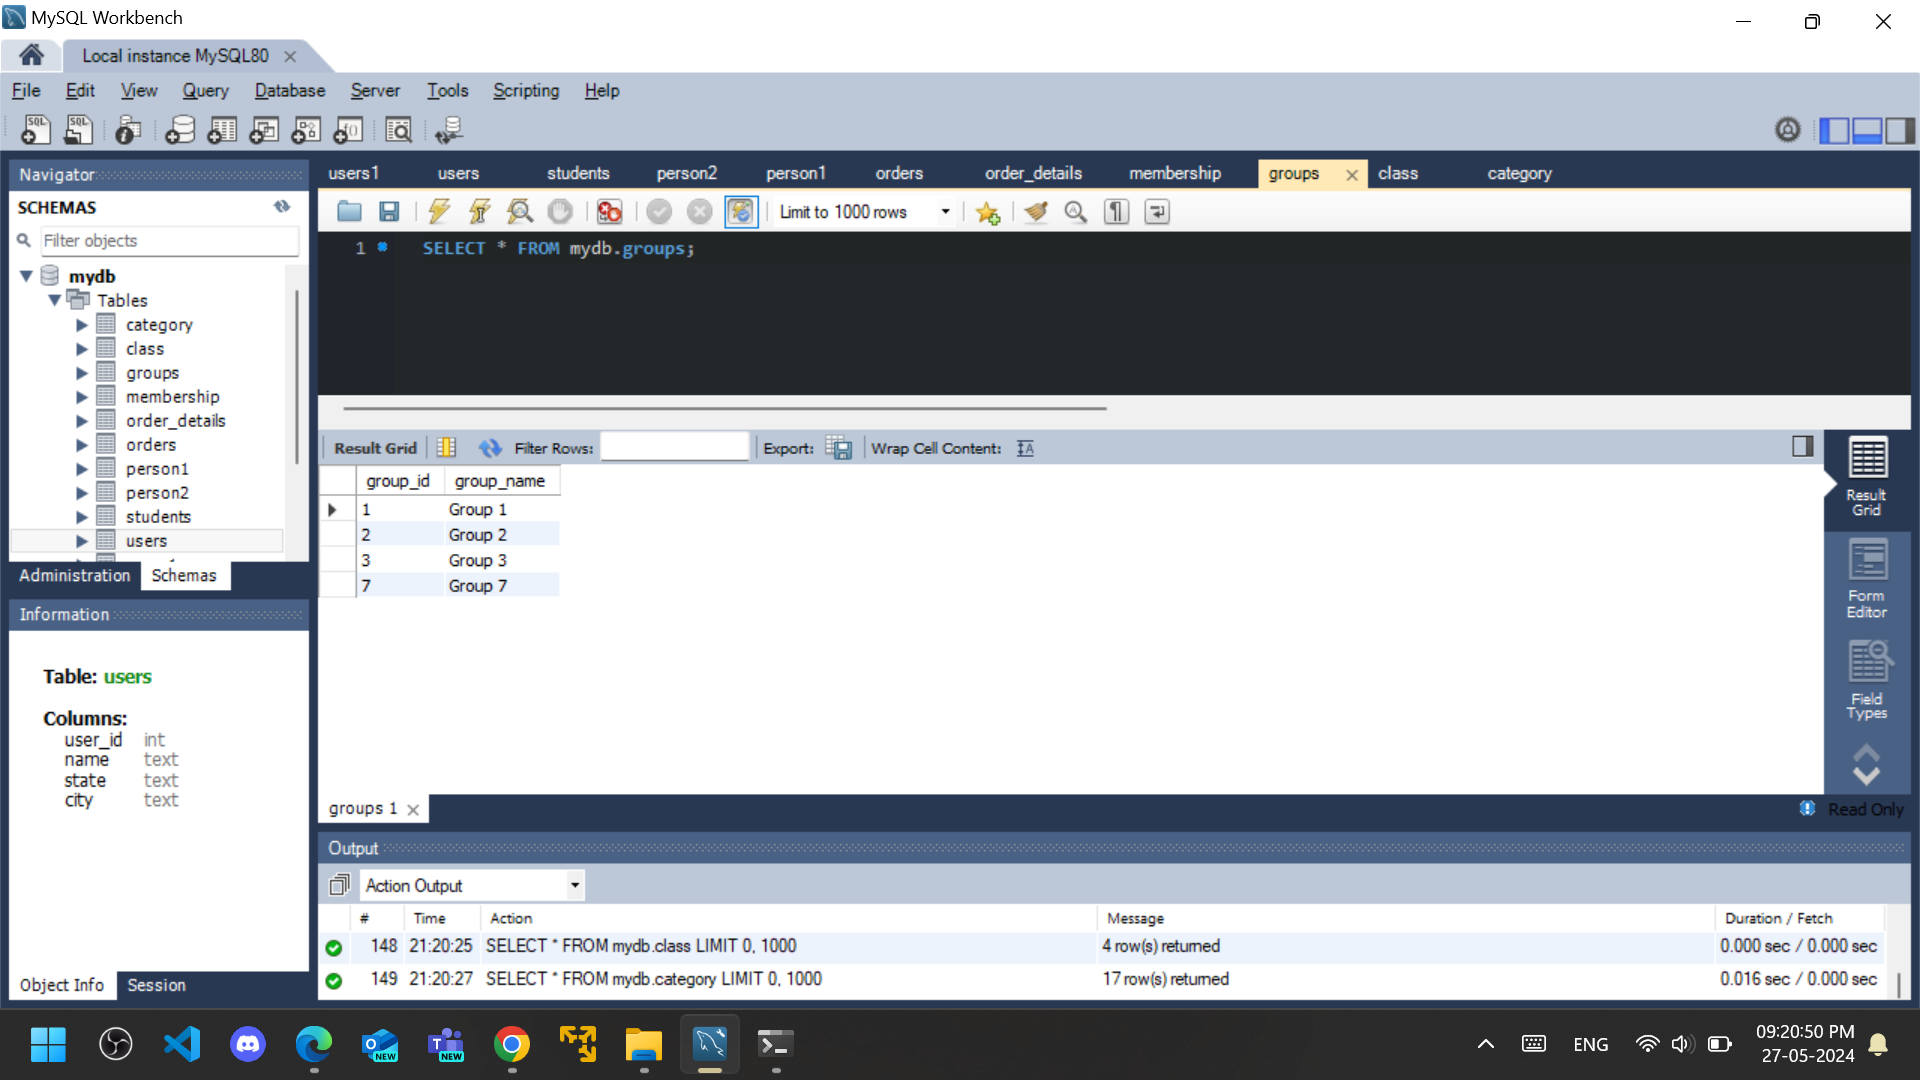 MySQL Workbench
Local instance MySQL80
File Edit View Query Database Server Tools Scripting Help
SQL SQL
Navigator
SCHEMAS
Filter objects
mydb
Tables
category
class
groups
membership
order_details
orders
person1
person2
students
users
Administration Schemas
Information
Table: users
Columns:
user_id int
name text
state text
city text
Object Info Session
users1 users students person2 person1 orders order_details membership groups class category
Limit to 1000 rows
1 SELECT * FROM mydb.groups;
Result Grid Filter Rows: Export: Wrap Cell Content:
group_id group_name
1 Group 1
2 Group 2
3 Group 3
7 Group 7
Result
Grid
Form
Editor
Field
Types
groups 1
Read Only
Output
Action Output
# Time Action Message Duration / Fetch
148 21:20:25 SELECT * FROM mydb.class LIMIT 0, 1000 4 row(s) returned 0.000 sec / 0.000 sec
149 21:20:27 SELECT * FROM mydb.category LIMIT 0, 1000 17 row(s) returned 0.016 sec / 0.000 sec
NEW NEW
ENG
09:20:50 PM
27-05-2024